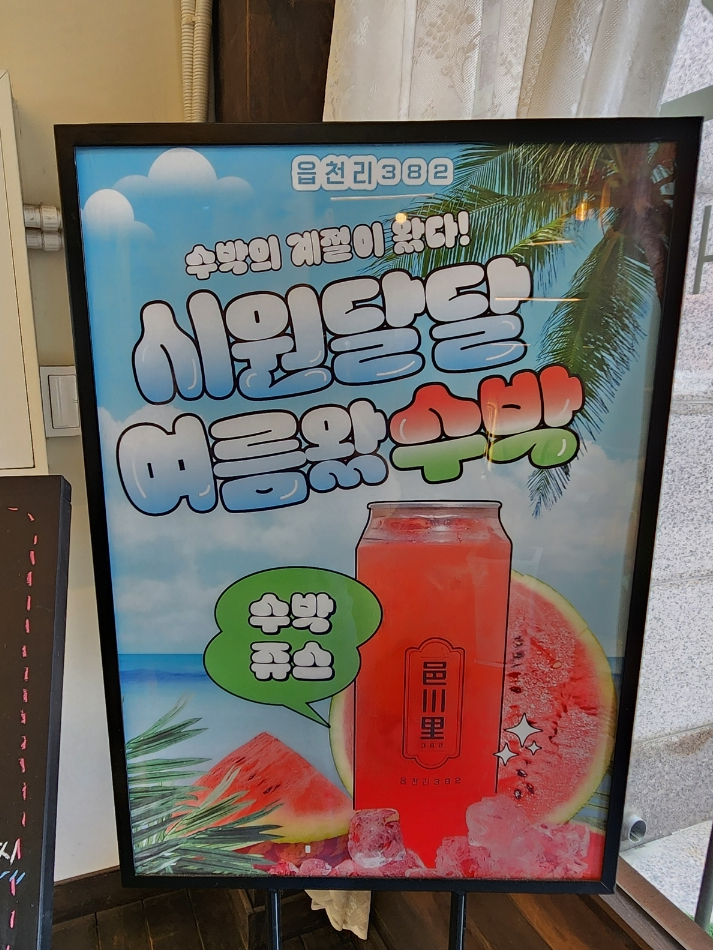 읍천리382
수박의 계절이 왔다!
시원달달
여름왔수박
수박
쥬스
邑
川
里
382
읍천리382